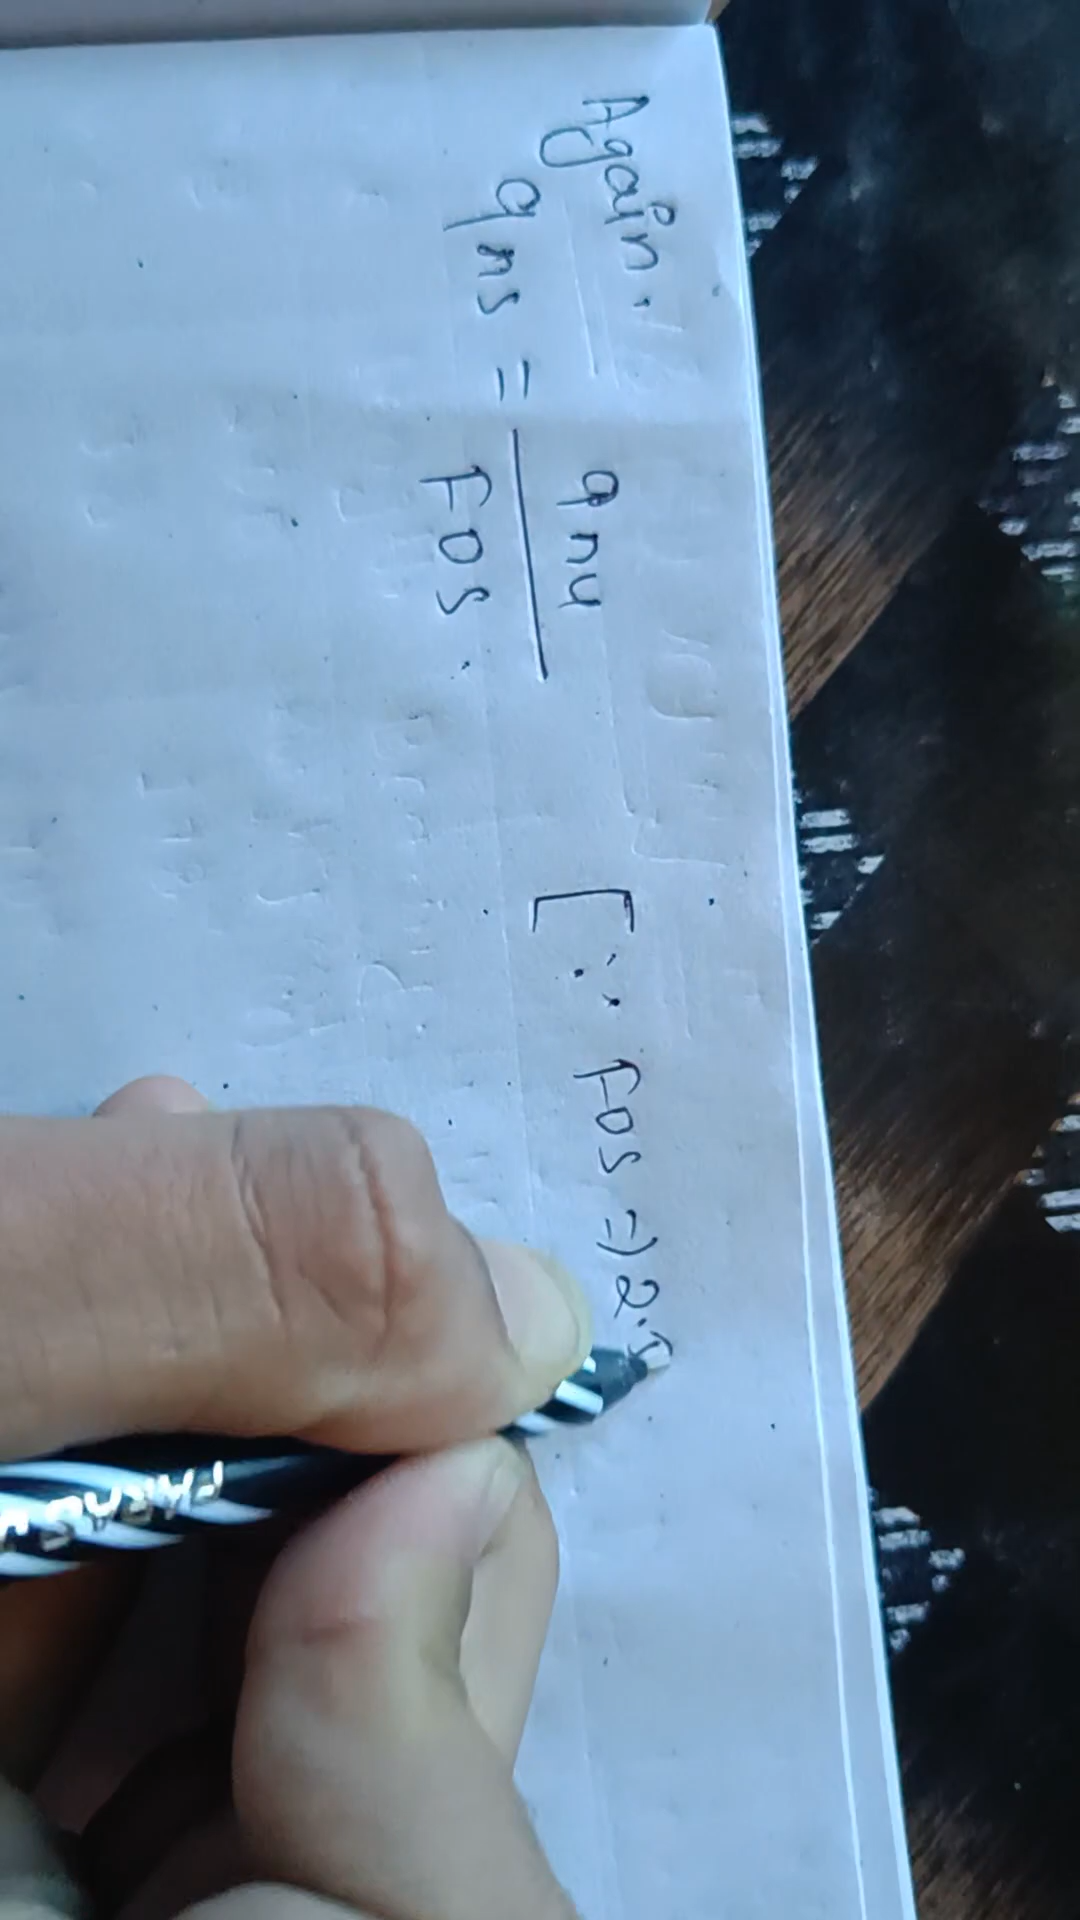 Again,
qns = qnu / FOS
[∵ FOS => 2.5